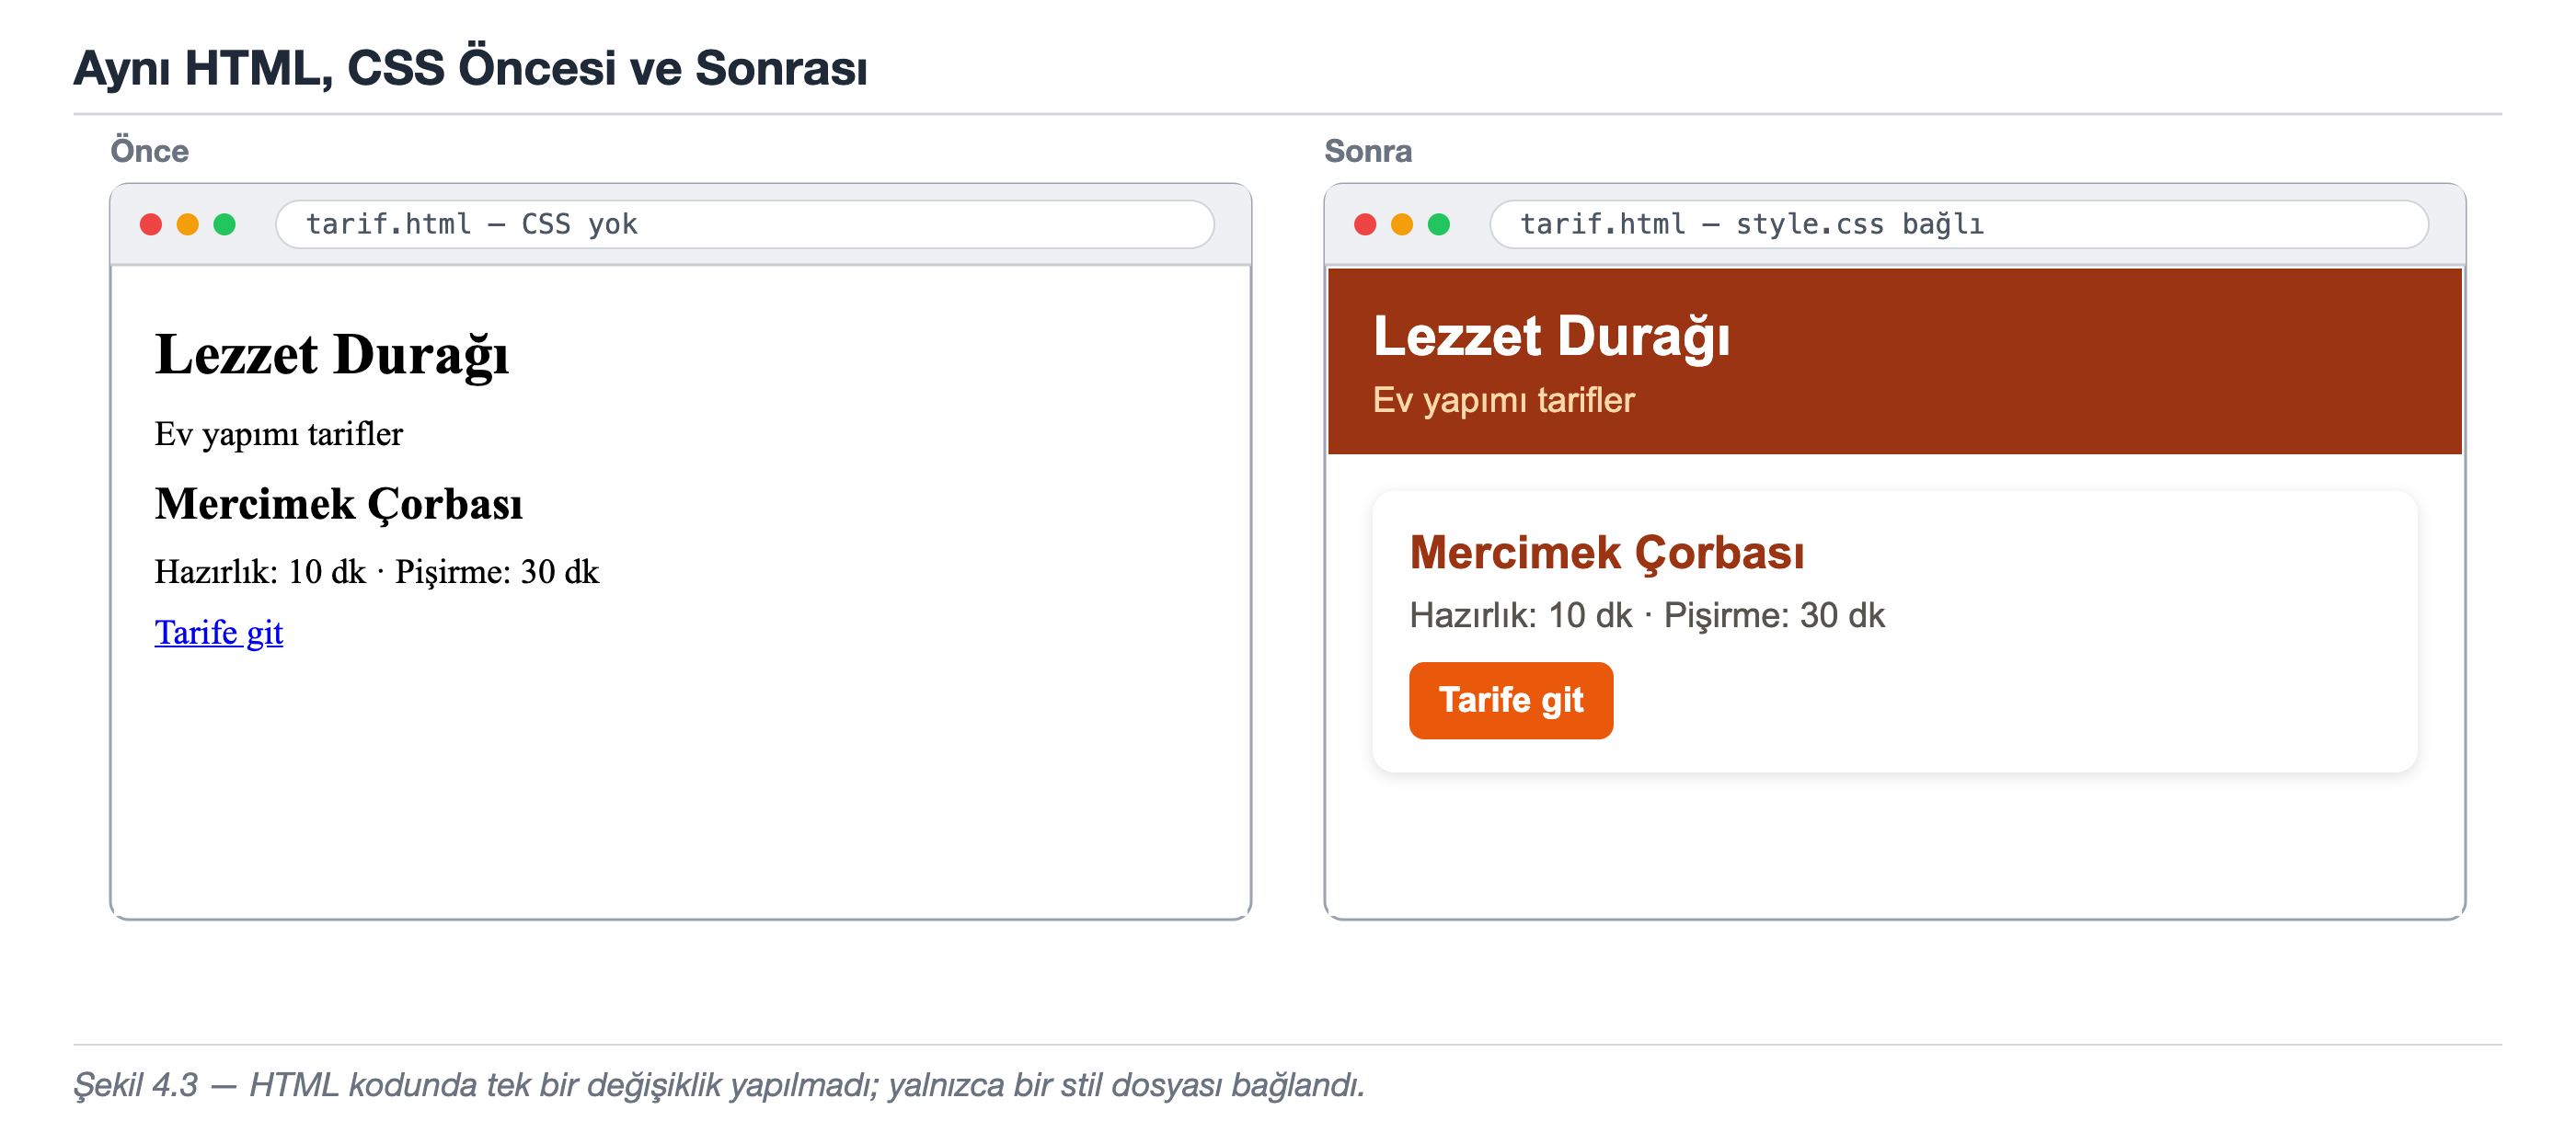 Aynı HTML, CSS Öncesi ve Sonrası
Önce
tarif.html — CSS yok
Lezzet Durağı
Ev yapımı tarifler
Mercimek Çorbası
Hazırlık: 10 dk · Pişirme: 30 dk
Tarife git
Sonra
tarif.html — style.css bağlı
Lezzet Durağı
Ev yapımı tarifler
Mercimek Çorbası
Hazırlık: 10 dk · Pişirme: 30 dk
Tarife git
Şekil 4.3 — HTML kodunda tek bir değişiklik yapılmadı; yalnızca bir stil dosyası bağlandı.